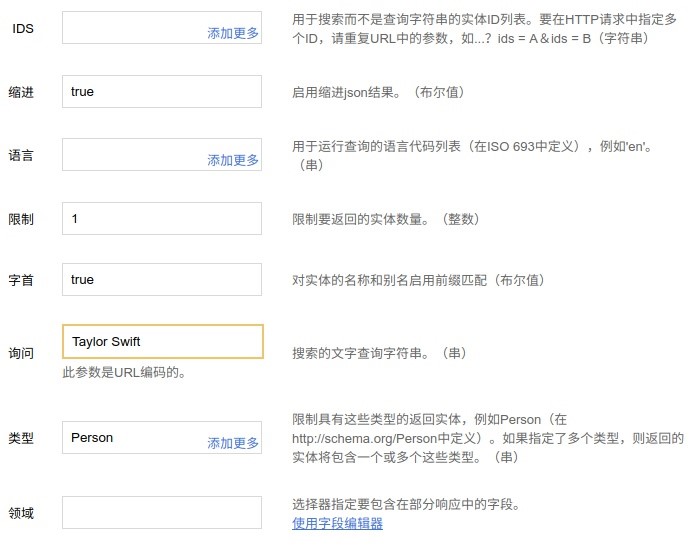 IDS
添加更多
用于搜索而不是查询字符串的实体ID列表。要在HTTP请求中指定多
个ID，请重复URL中的参数，如...？ids = A＆ids = B（字符串）
缩进
true
启用缩进json结果。（布尔值）
语言
添加更多
用于运行查询的语言代码列表（在ISO 693中定义），例如'en'。
（串）
限制
1
限制要返回的实体数量。（整数）
字首
true
对实体的名称和别名启用前缀匹配（布尔值）
询问
Taylor Swift
此参数是URL编码的。
搜索的文字查询字符串。（串）
类型
Person
添加更多
限制具有这些类型的返回实体，例如Person（在
http://schema.org/Person中定义）。如果指定了多个类型，则返回的
实体将包含一个或多个这些类型。（串）
领域
选择器指定要包含在部分响应中的字段。
使用字段编辑器